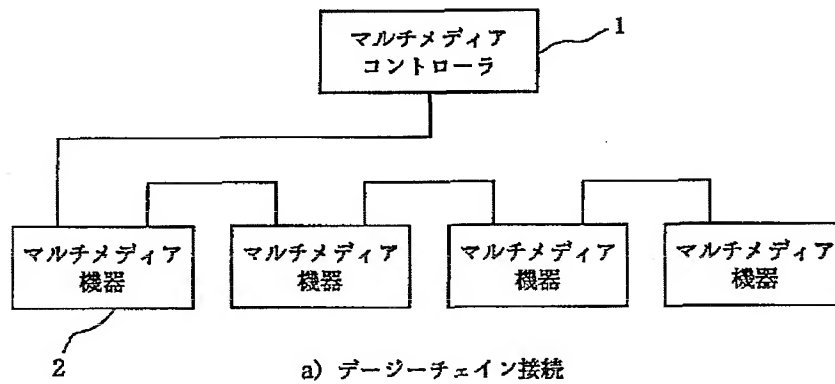 マルチメディア
コントローラ
1
マルチメディア
機器
マルチメディア
機器
マルチメディア
機器
マルチメディア
機器
2
a) デージーチェイン接続